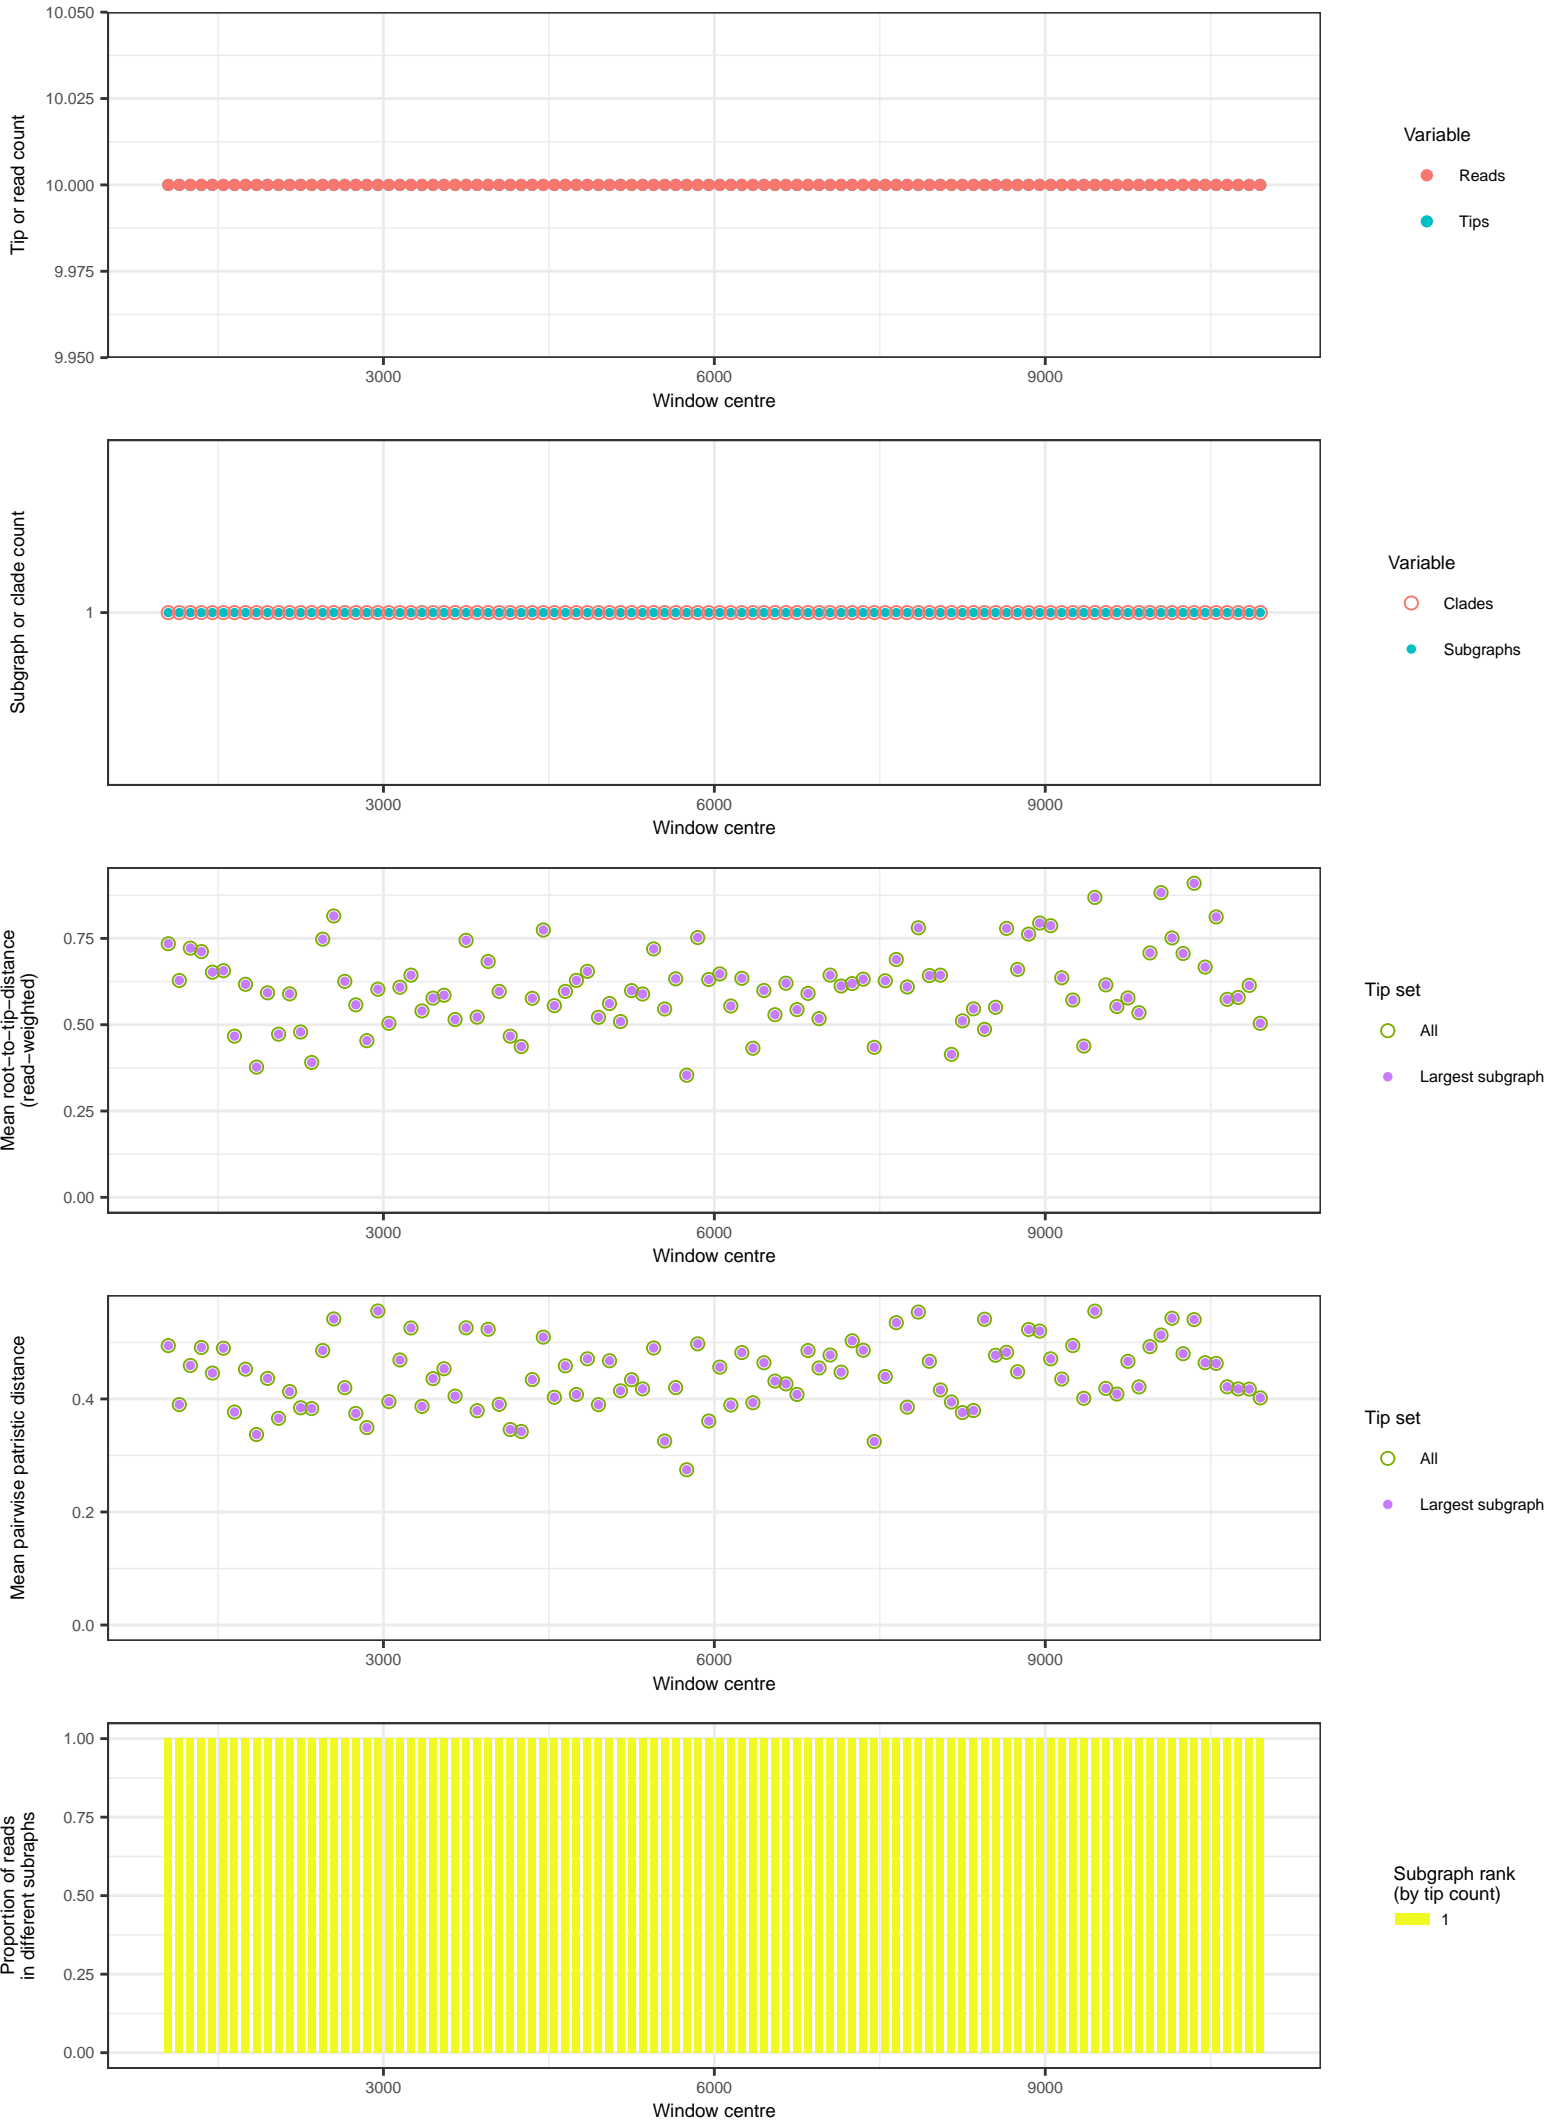 10.050
10.025
10.000
9.975
9.950
Tip or read count
3000
6000
9000
Window centre
Variable
Reads
Tips
1
Subgraph or clade count
3000
6000
9000
Window centre
Variable
Clades
Subgraphs
0.75
0.50
0.25
0.00
Mean root−to−tip−distance
(read−weighted)
3000
6000
9000
Window centre
Tip set
All
Largest subgraph
0.4
0.2
0.0
Mean pairwise patristic distance
3000
6000
9000
Window centre
Tip set
All
Largest subgraph
1.00
0.75
0.50
0.25
0.00
Proportion of reads
in different subraphs
3000
6000
9000
Window centre
Subgraph rank
(by tip count)
1